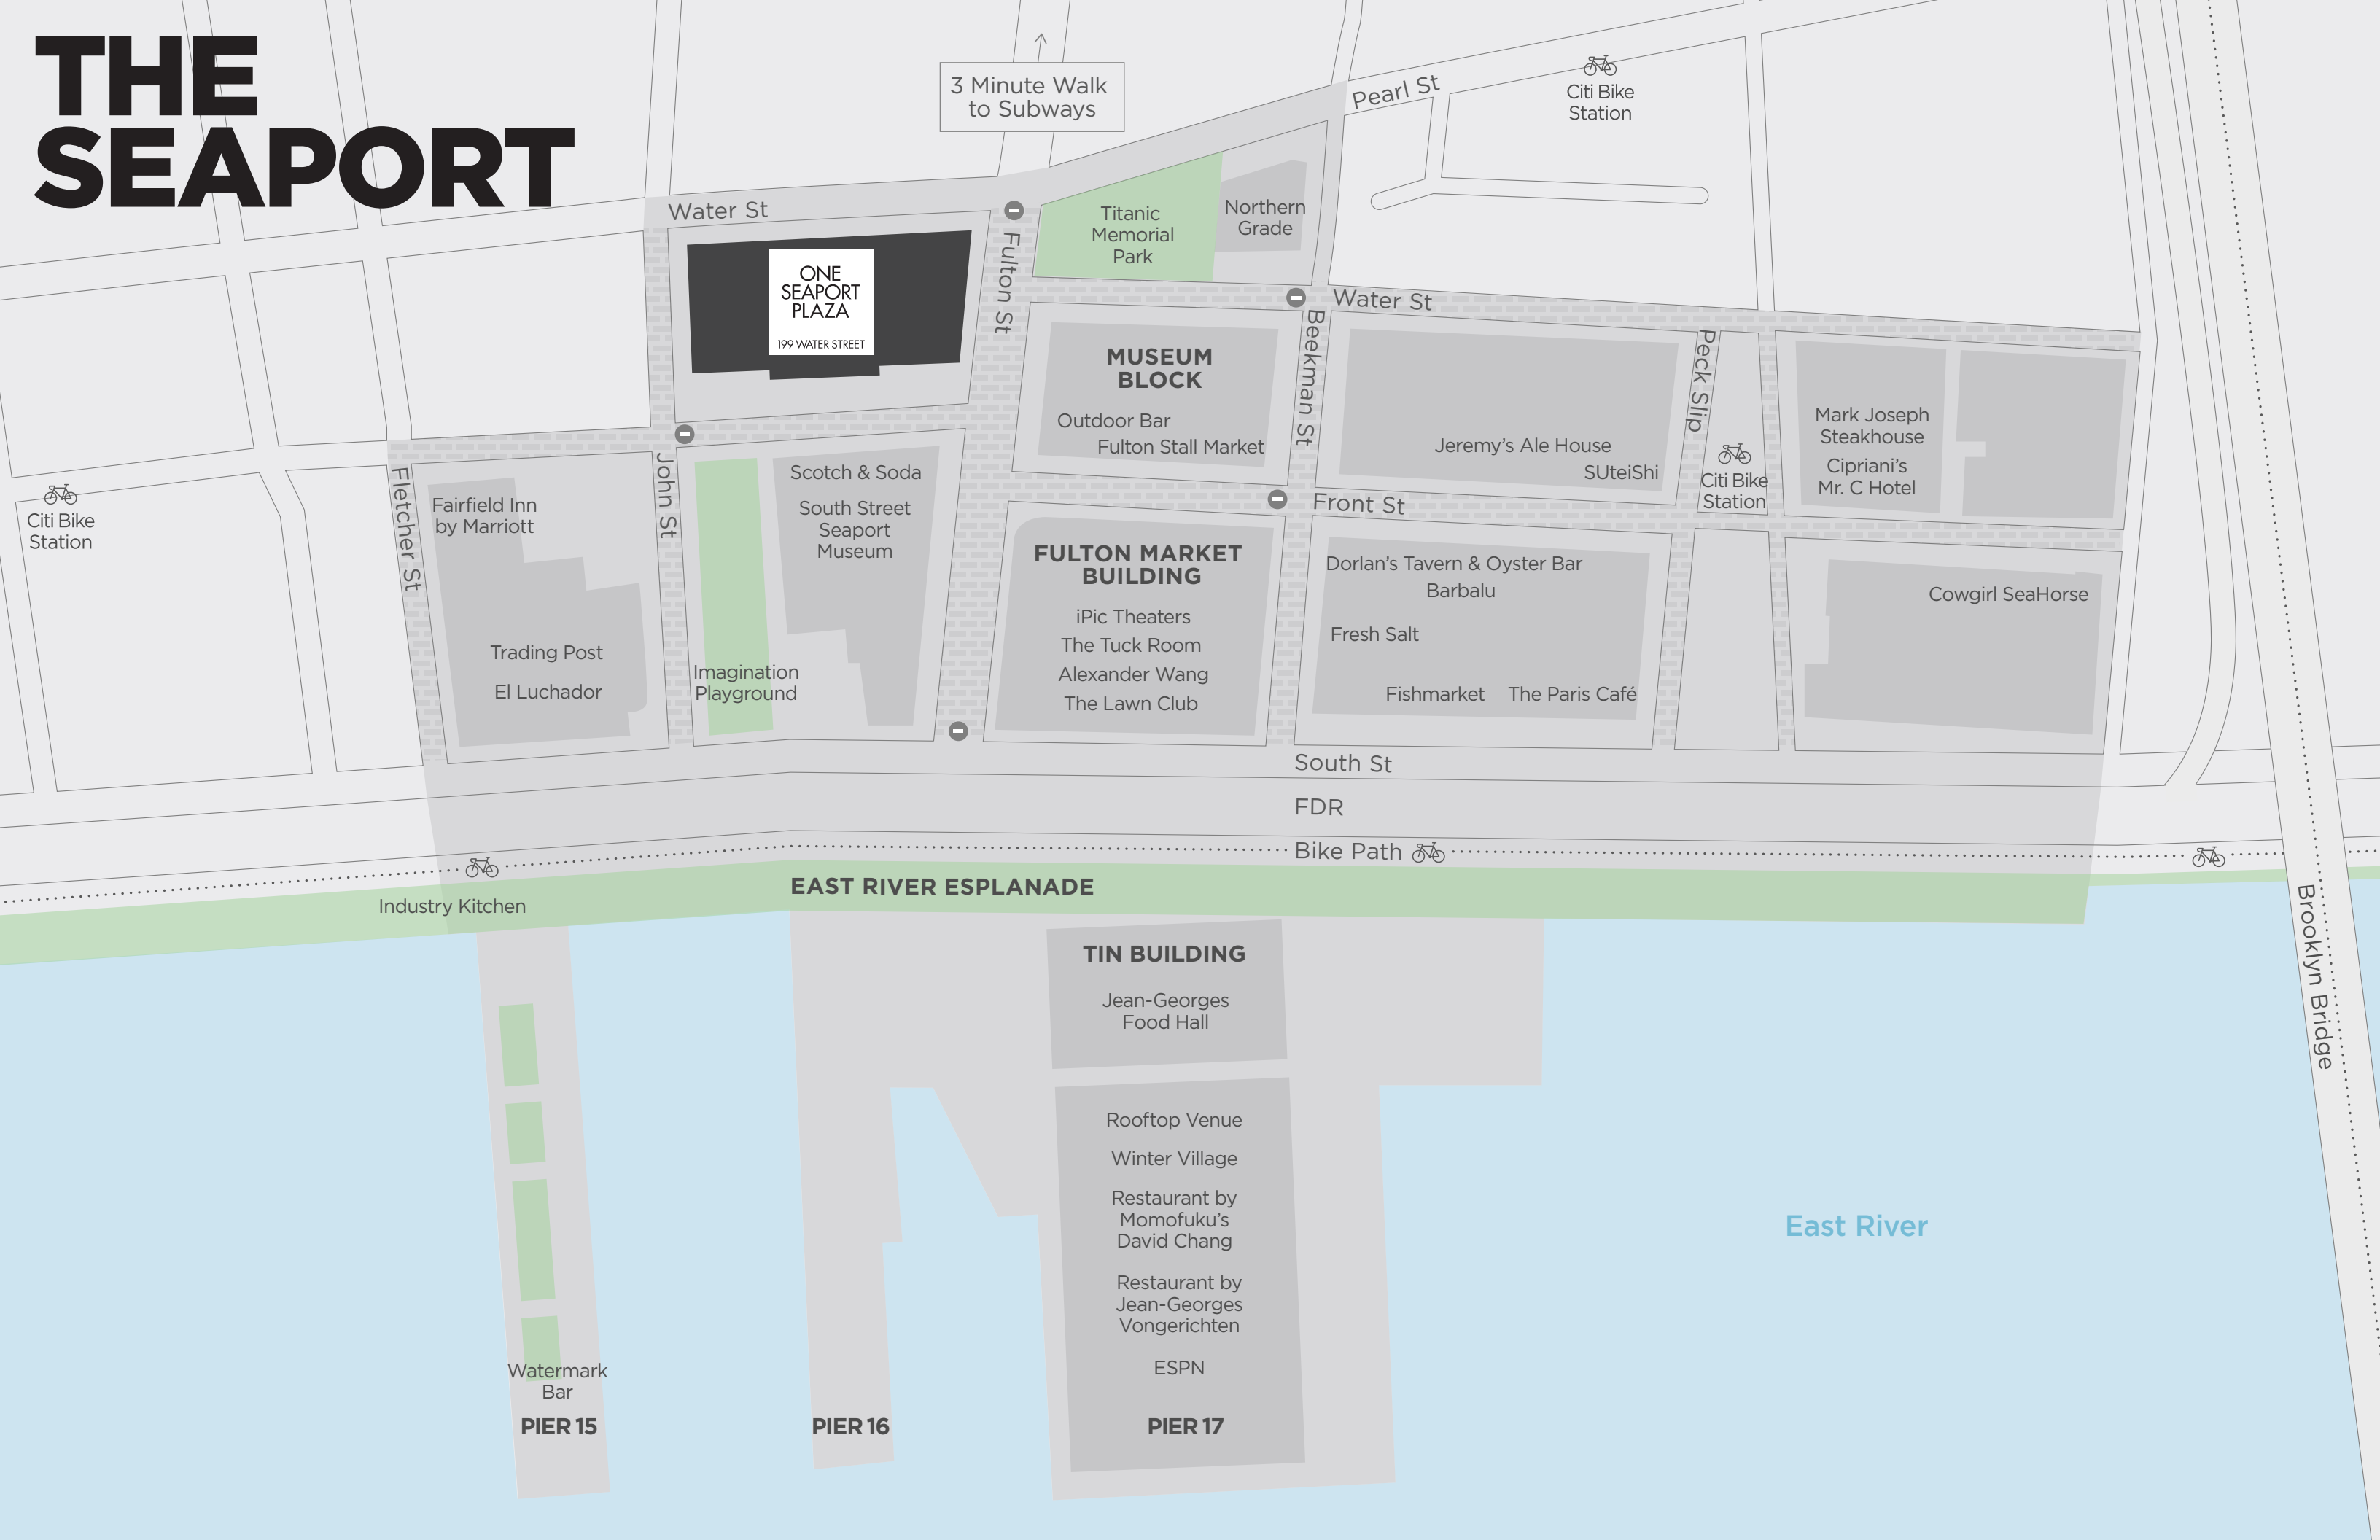 THE
SEAPORT
3 Minute Walk
to Subways
Pearl St
Citi Bike
Station
Water St
ONE
SEAPORT
PLAZA
199 WATER STREET
Fulton St
Titanic
Memorial
Park
Northern
Grade
Water St
MUSEUM
BLOCK
Outdoor Bar
Fulton Stall Market
Beekman St
Jeremy's Ale House
SUteiShi
Peck Slip
Citi Bike
Station
Mark Joseph
Steakhouse
Cipriani's
Mr. C Hotel
Citi Bike
Station
Fletcher St
Fairfield Inn
by Marriott
Trading Post
El Luchador
John St
Imagination
Playground
Scotch & Soda
South Street
Seaport
Museum
FULTON MARKET
BUILDING
iPic Theaters
The Tuck Room
Alexander Wang
The Lawn Club
Front St
Dorlan's Tavern & Oyster Bar
Barbalu
Fresh Salt
Fishmarket
The Paris Café
Cowgirl SeaHorse
South St
FDR
Bike Path
EAST RIVER ESPLANADE
Industry Kitchen
Brooklyn Bridge
TIN BUILDING
Jean-Georges
Food Hall
Rooftop Venue
Winter Village
Restaurant by
Momofuku's
David Chang
Restaurant by
Jean-Georges
Vongerichten
ESPN
PIER 17
East River
Watermark
Bar
PIER 15
PIER 16